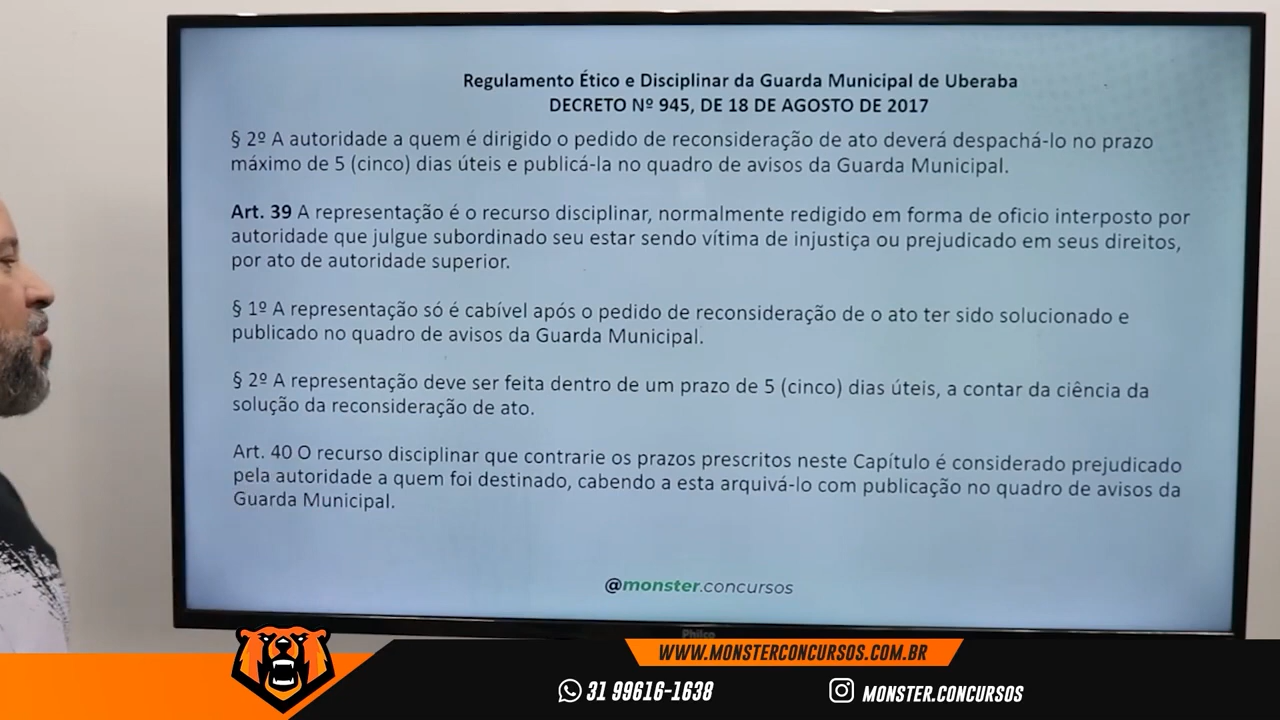 Regulamento Ético e Disciplinar da Guarda Municipal de Uberaba
DECRETO Nº 945, DE 18 DE AGOSTO DE 2017
§ 2º A autoridade a quem é dirigido o pedido de reconsideração de ato deverá despachá-lo no prazo
máximo de 5 (cinco) dias úteis e publicá-la no quadro de avisos da Guarda Municipal.
Art. 39 A representação é o recurso disciplinar, normalmente redigido em forma de oficio interposto por
autoridade que julgue subordinado seu estar sendo vítima de injustiça ou prejudicado em seus direitos,
por ato de autoridade superior.
§ 1º A representação só é cabível após o pedido de reconsideração de o ato ter sido solucionado e
publicado no quadro de avisos da Guarda Municipal.
§ 2º A representação deve ser feita dentro de um prazo de 5 (cinco) dias úteis, a contar da ciência da
solução da reconsideração de ato.
Art. 40 O recurso disciplinar que contrarie os prazos prescritos neste Capítulo é considerado prejudicado
pela autoridade a quem foi destinado, cabendo a esta arquivá-lo com publicação no quadro de avisos da
Guarda Municipal.
@monster.concursos
Philco
WWW.MONSTERCONCURSOS.COM.BR
31 99616-1638
MONSTER.CONCURSOS